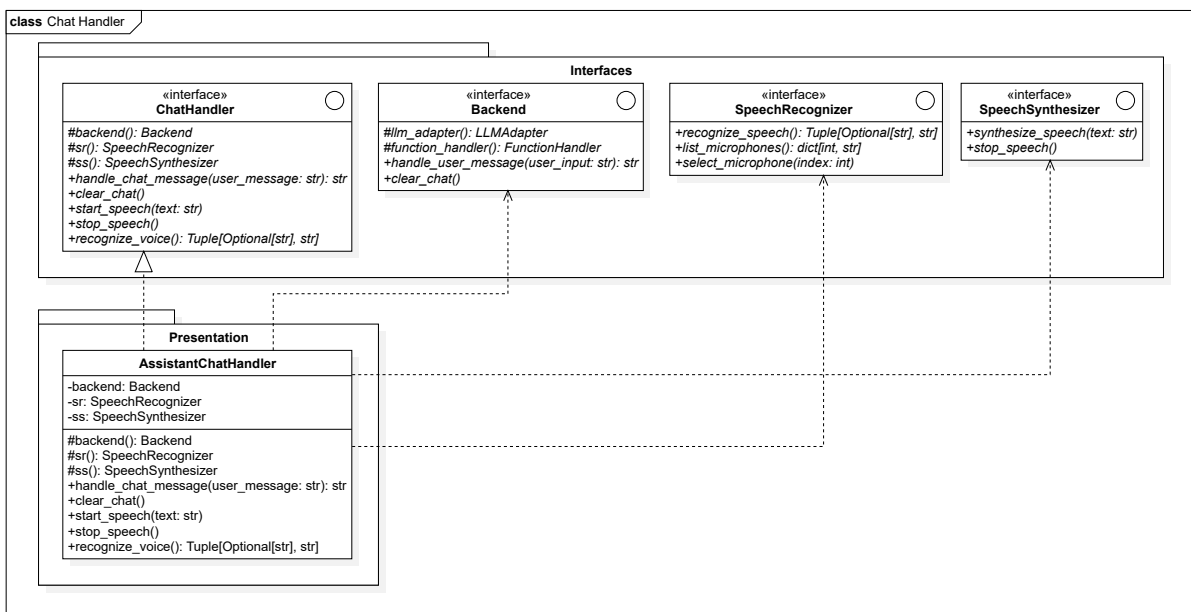 class Chat Handler
Interfaces
«interface»
ChatHandler
#backend(): Backend
#sr(): SpeechRecognizer
#ss(): SpeechSynthesizer
+handle_chat_message(user_message: str): str
+clear_chat()
+start_speech(text: str)
+stop_speech()
+recognize_voice(): Tuple[Optional[str], str]
«interface»
Backend
#llm_adapter(): LLMAdapter
#function_handler(): FunctionHandler
+handle_user_message(user_input: str): str
+clear_chat()
«interface»
SpeechRecognizer
+recognize_speech(): Tuple[Optional[str], str]
+list_microphones(): dict[int, str]
+select_microphone(index: int)
«interface»
SpeechSynthesizer
+synthesize_speech(text: str)
+stop_speech()
Presentation
AssistantChatHandler
-backend: Backend
-sr: SpeechRecognizer
-ss: SpeechSynthesizer
#backend(): Backend
#sr(): SpeechRecognizer
#ss(): SpeechSynthesizer
+handle_chat_message(user_message: str): str
+clear_chat()
+start_speech(text: str)
+stop_speech()
+recognize_voice(): Tuple[Optional[str], str]